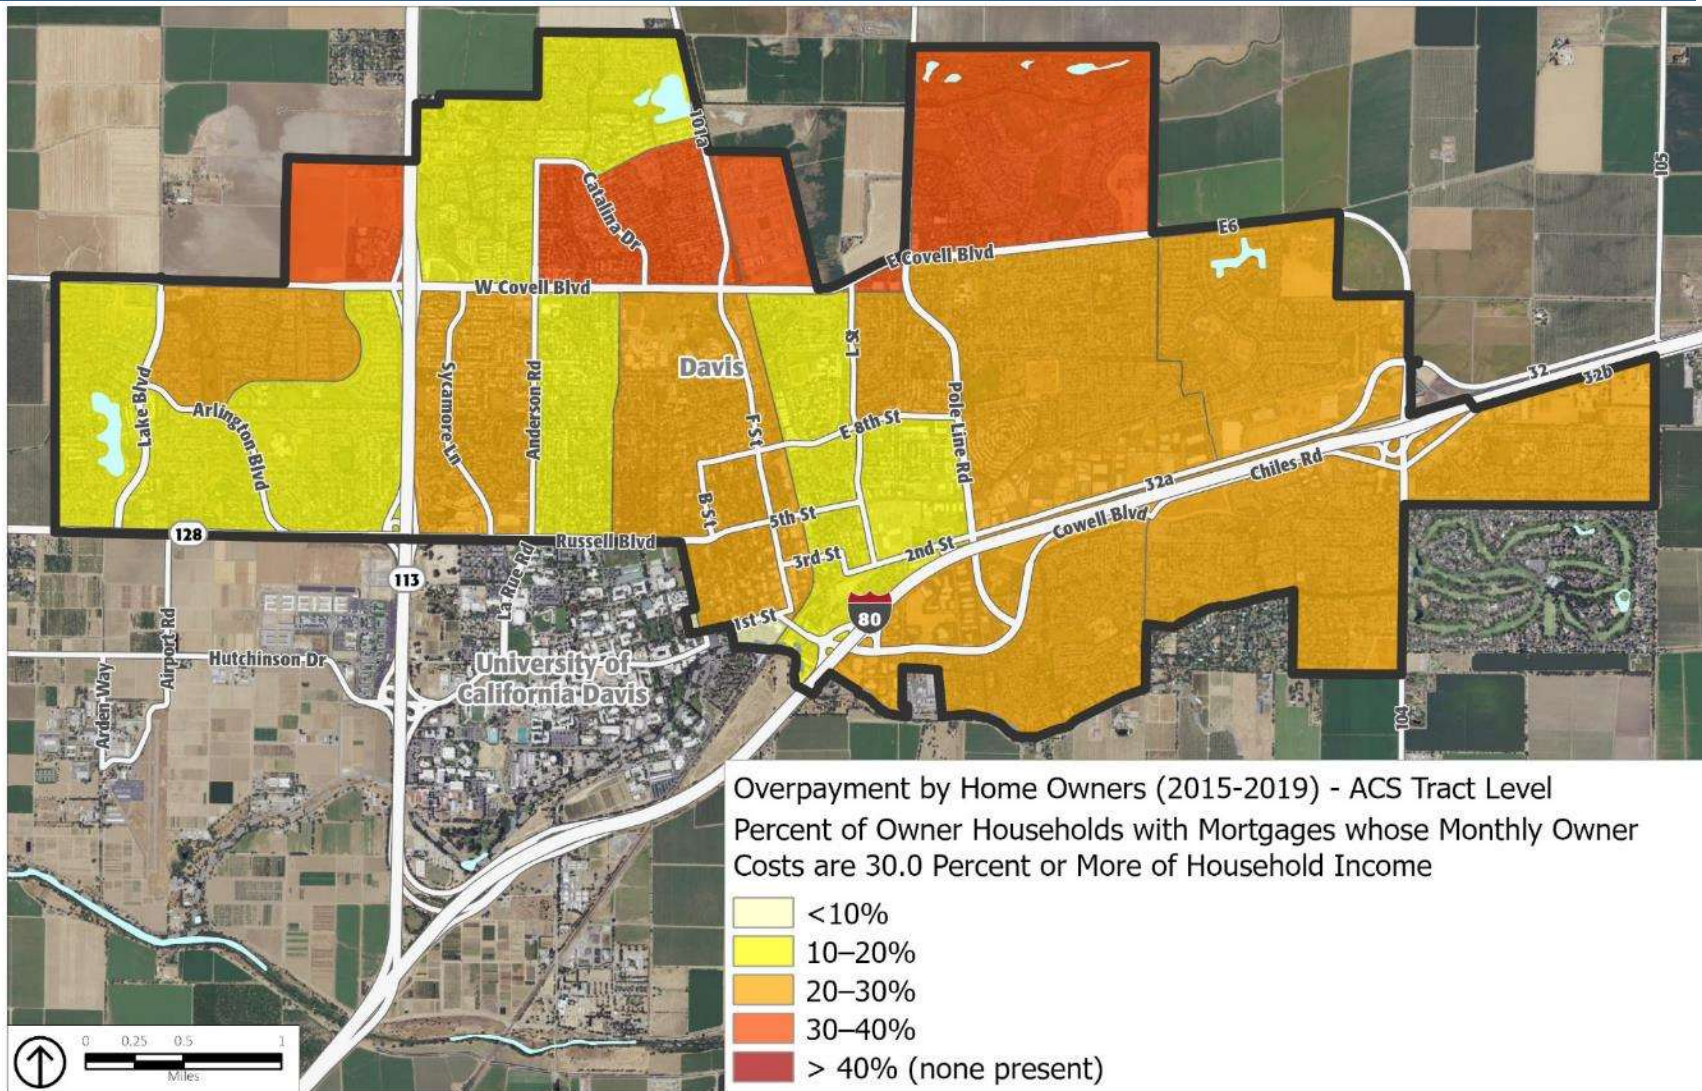 101a
105
Catalina Dr
E6
E Covell Blvd
W Covell Blvd
L St
Davis
Lake Blvd
Arlington Blvd
Sycamore Ln
Anderson Rd
F St
E 8th St
Pole Line Rd
32
32b
B St
5th St
32a
Chiles Rd
Cowell Blvd
128
Russell Blvd
3rd St
2nd St
113
La Rue Rd
1st St
80
Airport Rd
Hutchinson Dr
University of
California Davis
Arden Way
104
Overpayment by Home Owners (2015-2019) - ACS Tract Level
Percent of Owner Households with Mortgages whose Monthly Owner
Costs are 30.0 Percent or More of Household Income
<10%
10–20%
20–30%
30–40%
> 40% (none present)
0 0.25 0.5 1
Miles